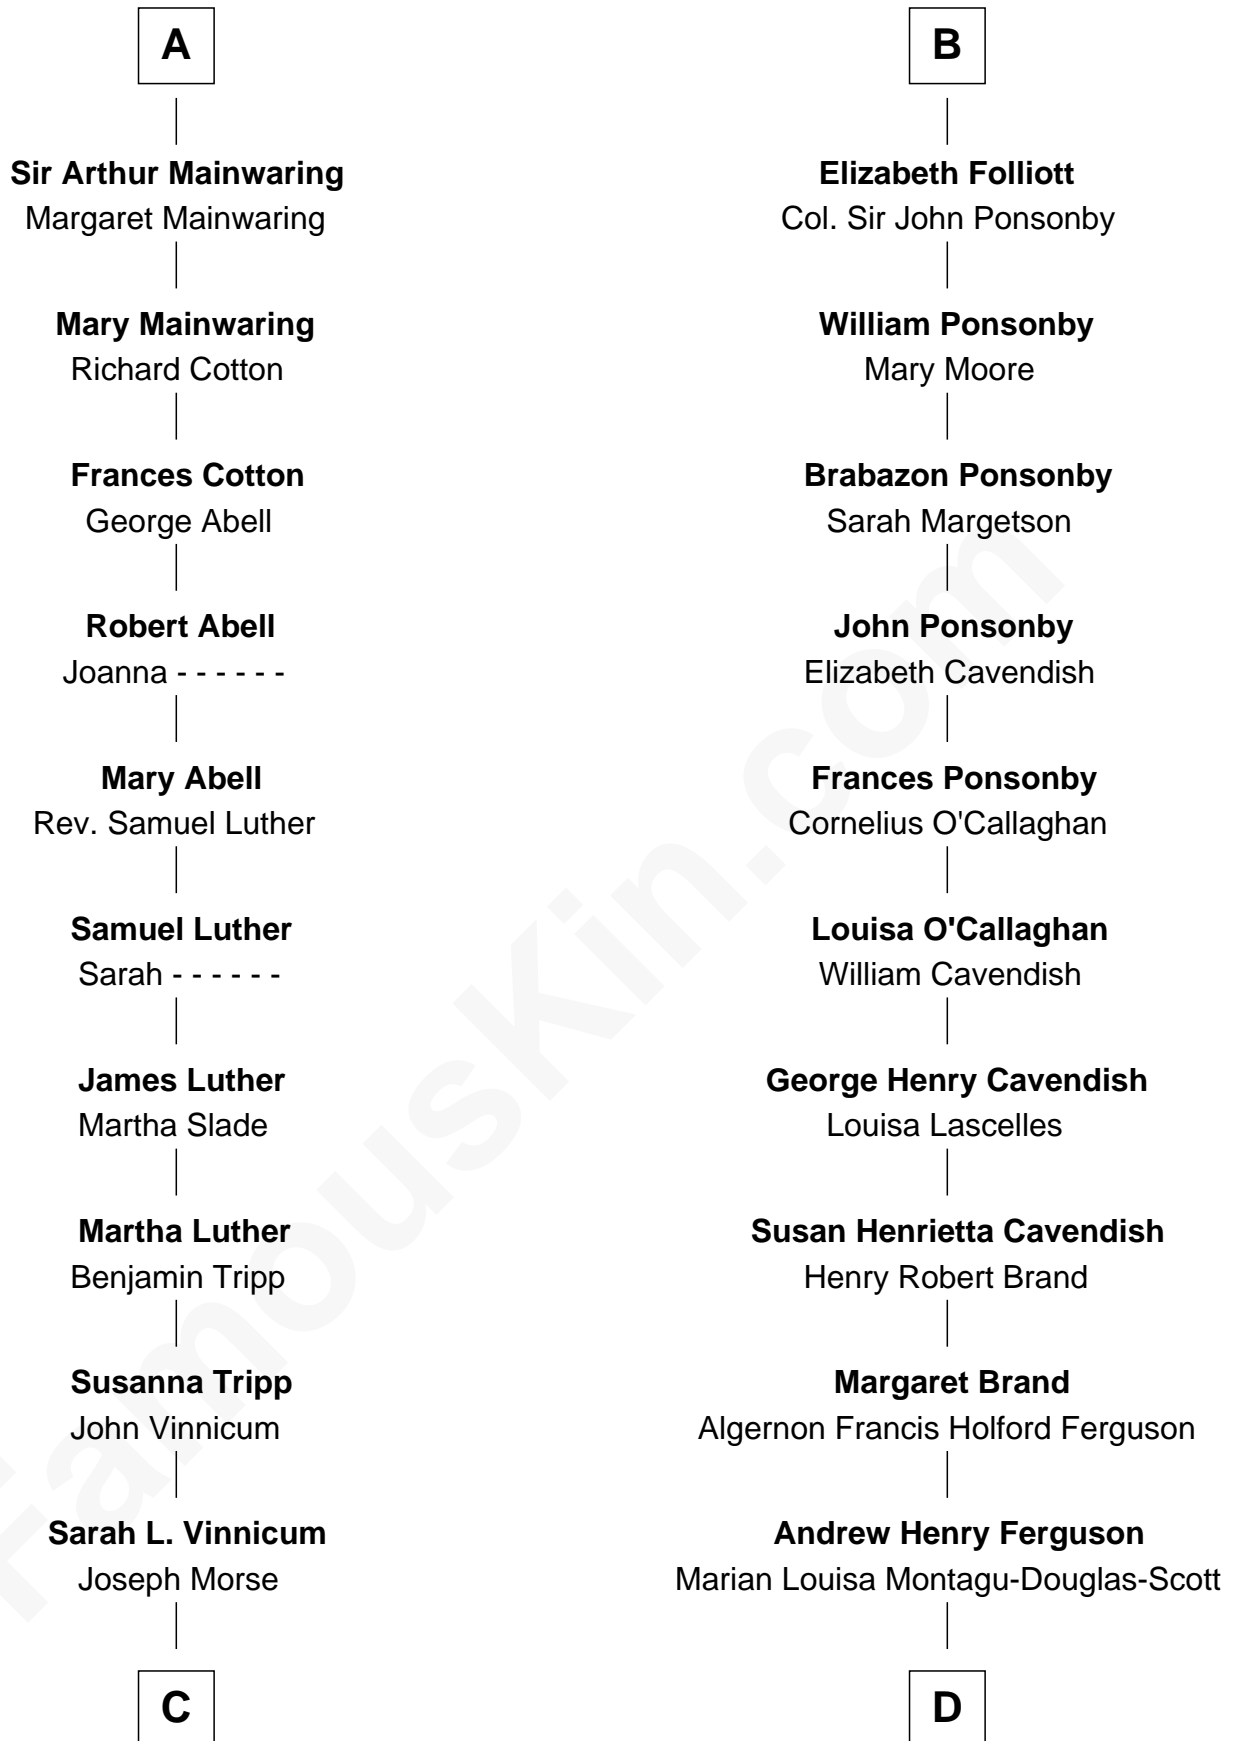 A
Sir Arthur Mainwaring
Margaret Mainwaring
Mary Mainwaring
Richard Cotton
Frances Cotton
George Abell
Robert Abell
Joanna - - - - - -
Mary Abell
Rev. Samuel Luther
Samuel Luther
Sarah - - - - - -
James Luther
Martha Slade
Martha Luther
Benjamin Tripp
Susanna Tripp
John Vinnicum
Sarah L. Vinnicum
Joseph Morse
C
B
Elizabeth Folliott
Col. Sir John Ponsonby
William Ponsonby
Mary Moore
Brabazon Ponsonby
Sarah Margetson
John Ponsonby
Elizabeth Cavendish
Frances Ponsonby
Cornelius O'Callaghan
Louisa O'Callaghan
William Cavendish
George Henry Cavendish
Louisa Lascelles
Susan Henrietta Cavendish
Henry Robert Brand
Margaret Brand
Algernon Francis Holford Ferguson
Andrew Henry Ferguson
Marian Louisa Montagu-Douglas-Scott
D
FamousKin.com